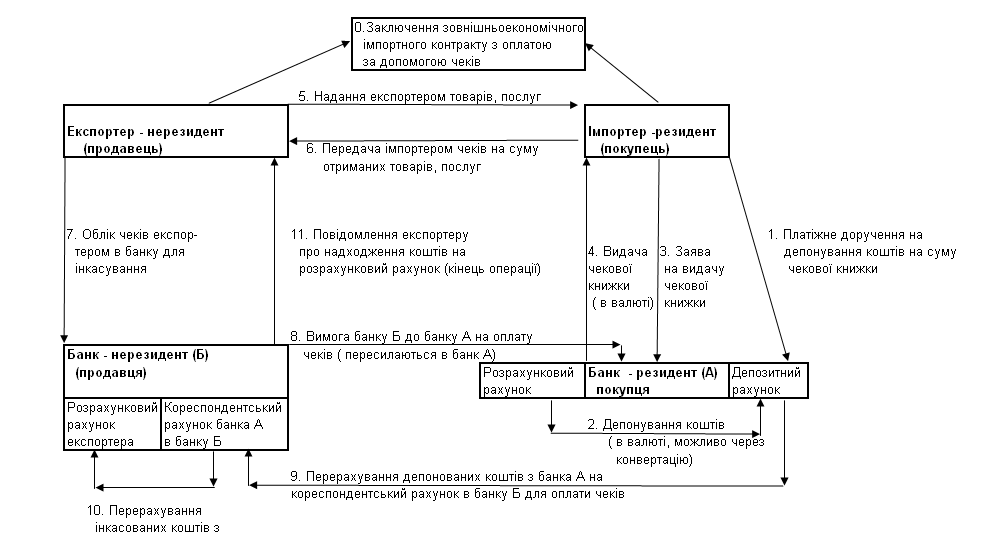 0.Заключення зовнішньоекономічного
імпортного контракту з оплатою
за допомогою чеків
5. Надання експортером товарів, послуг
Експортер - нерезидент
(продавець)
Імпортер -резидент
(покупець)
6. Передача імпортером чеків на суму
отриманих товарів, послуг
7. Облік чеків експор-
тером в банку для
інкасування
11. Повідомлення експортеру
про надходження коштів на
розрахунковий рахунок (кінець операції)
4. Видача
чекової
книжки
( в валюті)
3. Заява
на видачу
чекової
книжки
1. Платіжне доручення на
депонування коштів на суму
чекової книжки
8. Вимога банку Б до банку А на оплату
чеків ( пересилаються в банк А)
Банк - нерезидент (Б)
(продавця)
Розрахунковий
рахунок
експортера
Кореспондентський
рахунок банка А
в банку Б
Розрахунковий
рахунок
Банк - резидент (А)
покупця
Депозитний
рахунок
2. Депонування коштів
( в валюті, можливо через
конвертацію)
9. Перерахування депонованих коштів з банка А на
кореспондентський рахунок в банку Б для оплати чеків
10. Перерахування
інкасованих коштів з